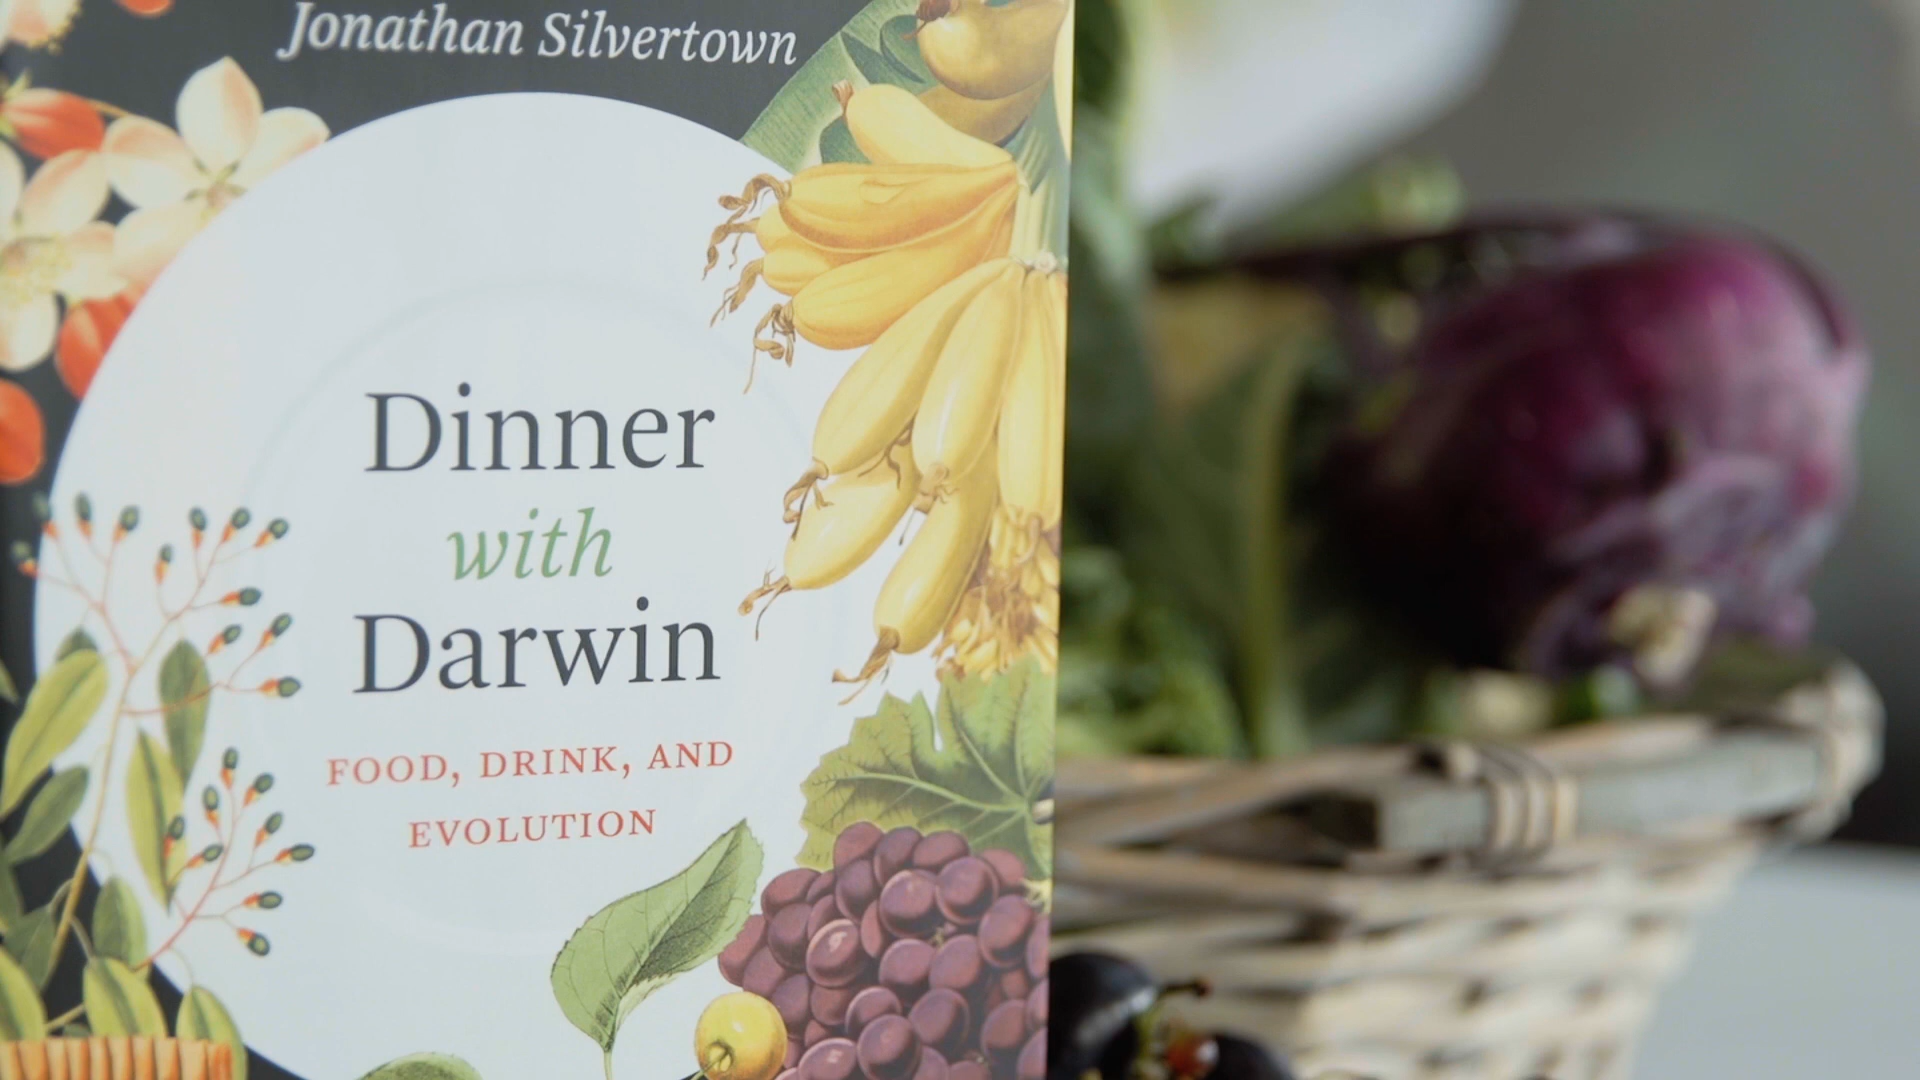 Jonathan Silvertown
Dinner
with
Darwin
FOOD, DRINK, AND
EVOLUTION